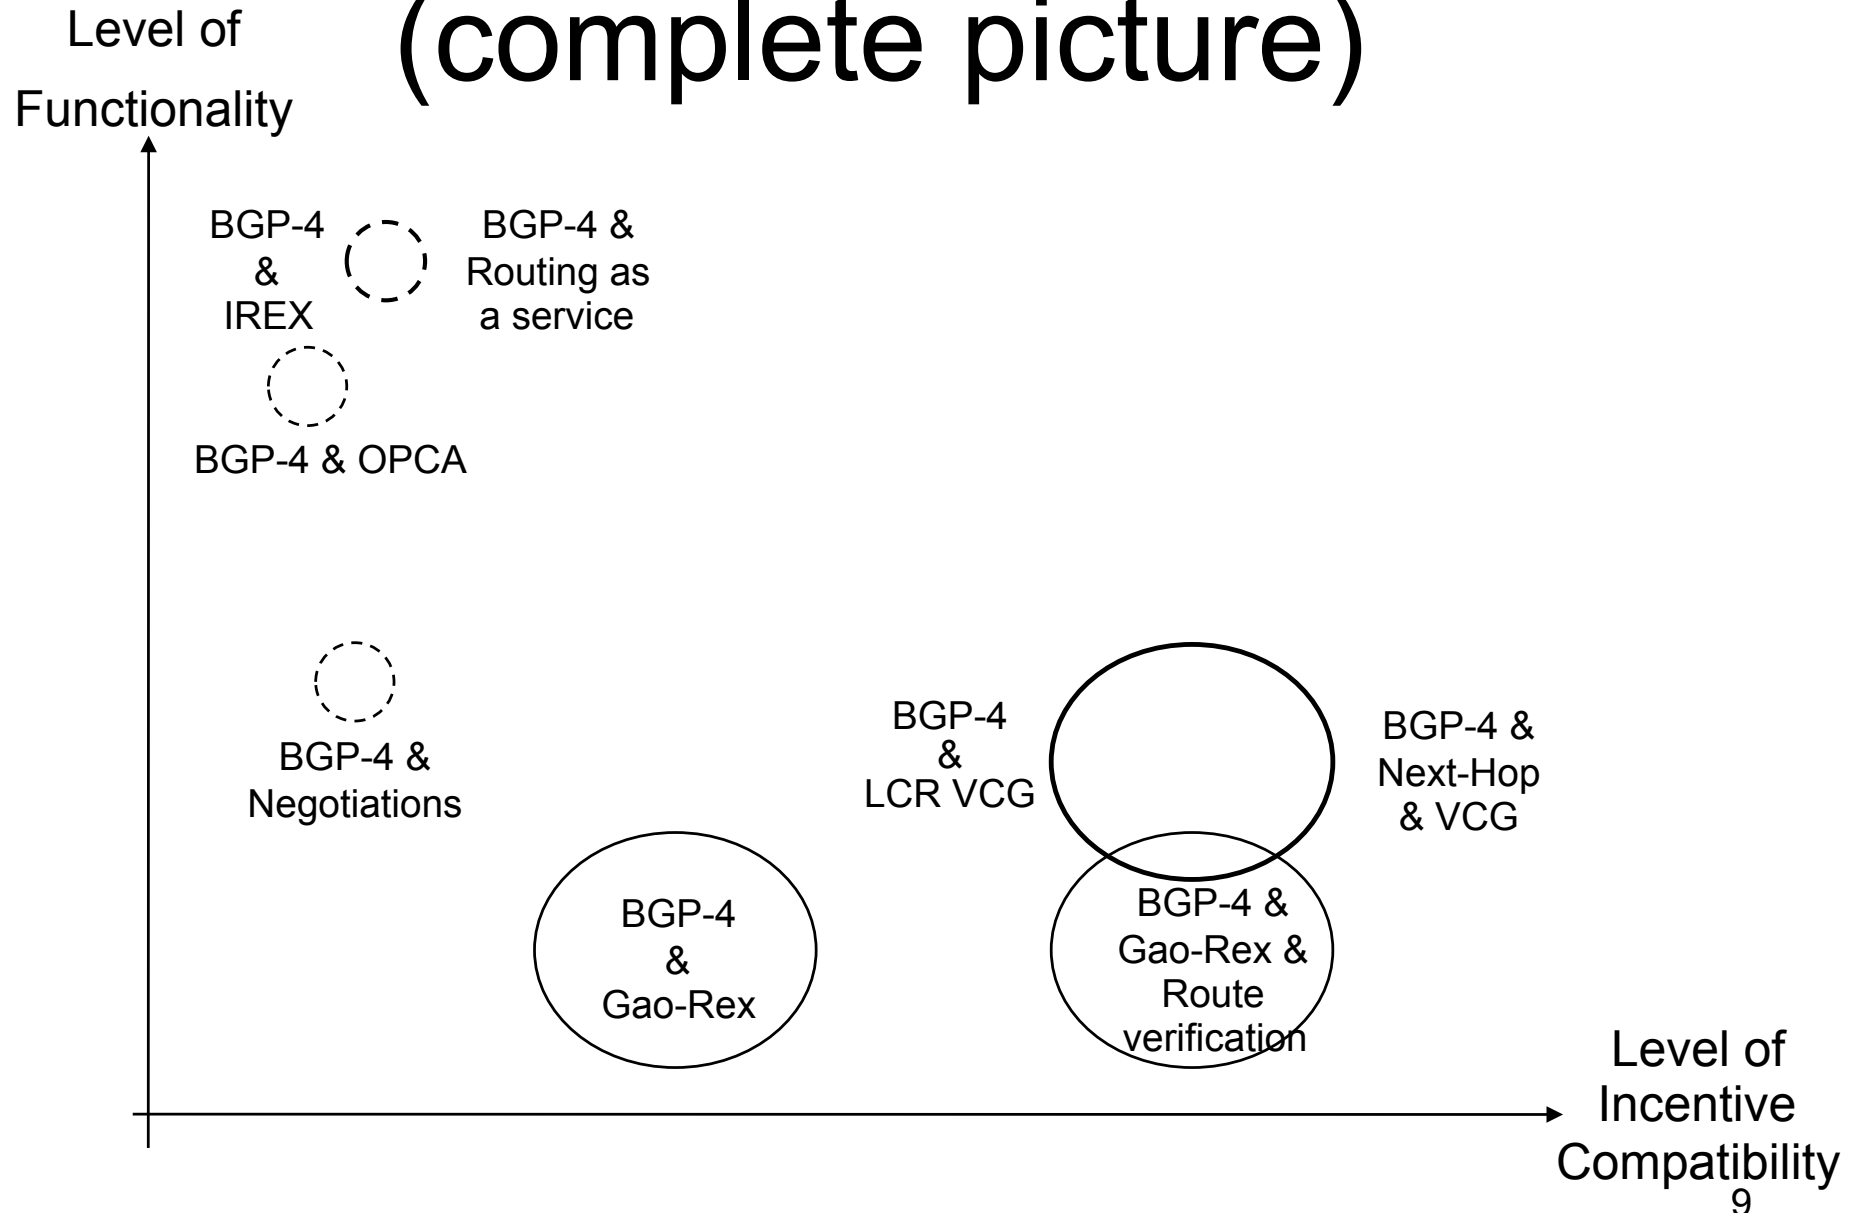 (complete picture)
Level of
Functionality
BGP-4
&
IREX
BGP-4 &
Routing as
a service
BGP-4 & OPCA
BGP-4 &
Negotiations
BGP-4
&
LCR VCG
BGP-4 &
Next-Hop
& VCG
BGP-4
&
Gao-Rex
BGP-4 &
Gao-Rex &
Route
verification
Level of
Incentive
Compatibility
9